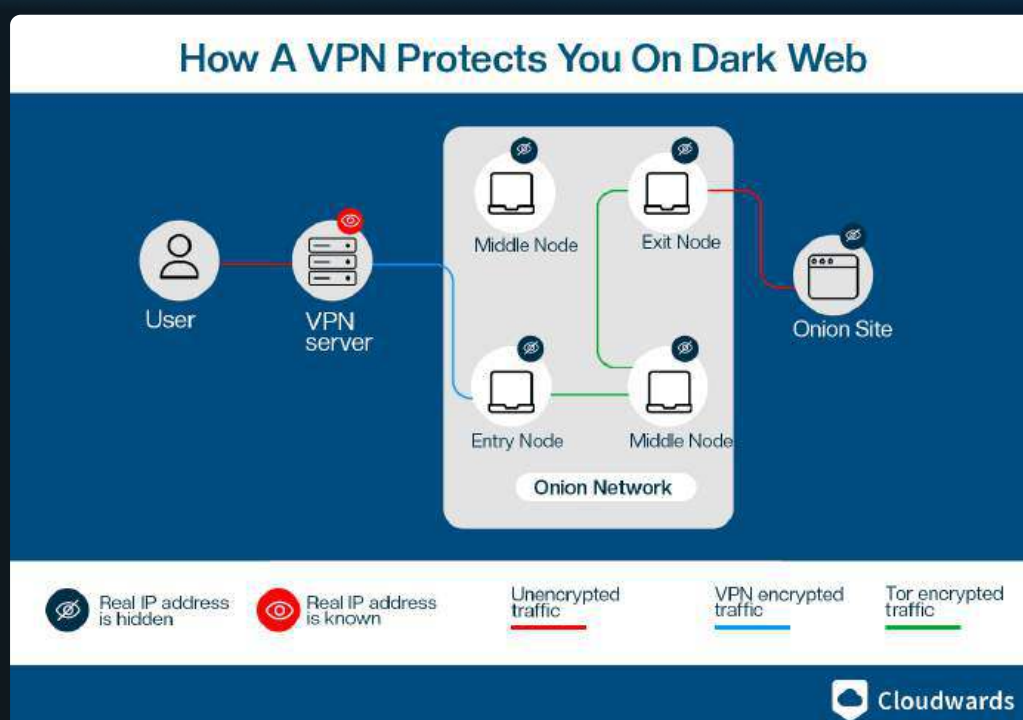 How A VPN Protects You On Dark Web
Middle Node
Exit Node
User
VPN
server
Onion Site
Entry Node
Middle Node
Onion Network
Real IP address
is hidden
Real IP address
is known
Unencrypted
traffic
VPN encrypted
traffic
Tor encrypted
traffic
Cloudwards